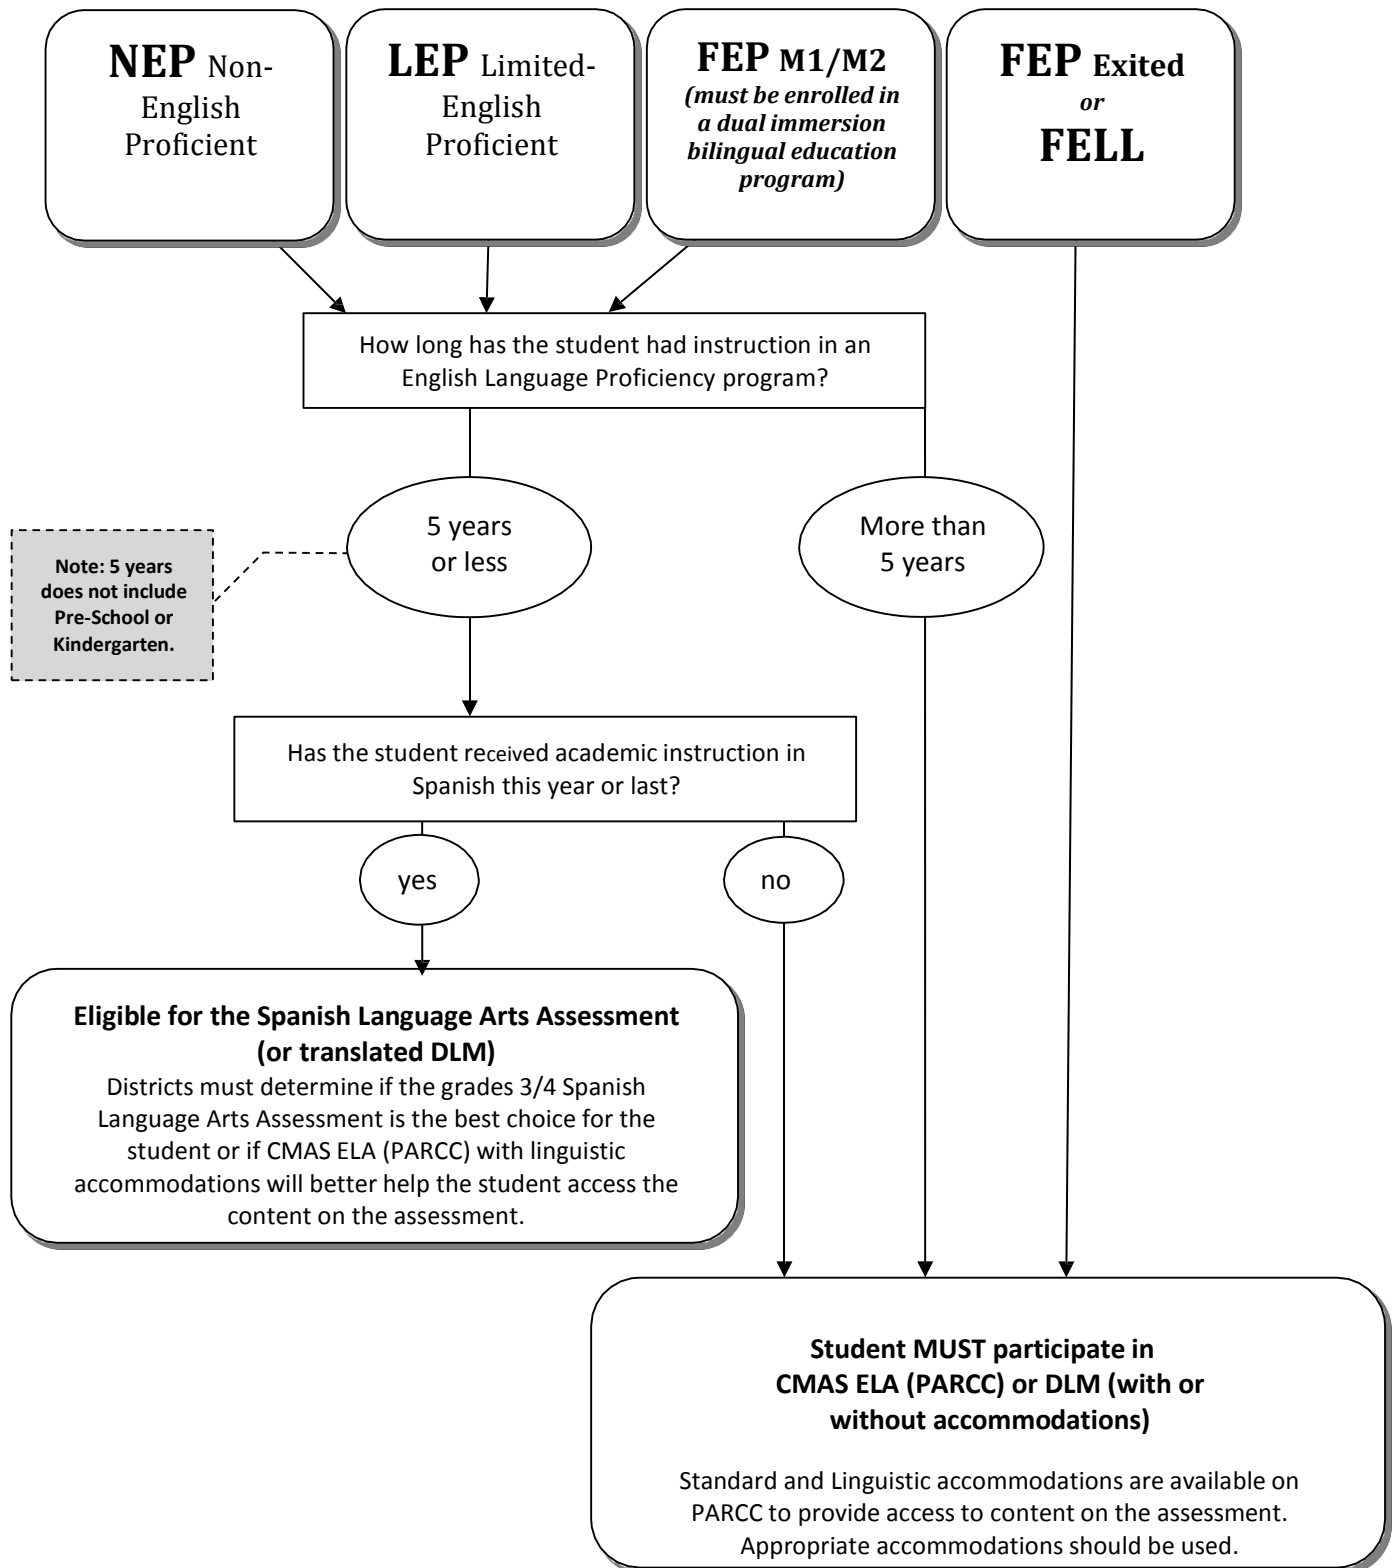 NEP Non-
English
Proficient
LEP Limited-
English
Proficient
FEP M1/M2
(must be enrolled in
a dual immersion
bilingual education
program)
FEP Exited
or
FELL
How long has the student had instruction in an
English Language Proficiency program?
5 years
or less
More than
5 years
Note: 5 years
does not include
Pre-School or
Kindergarten.
Has the student received academic instruction in
Spanish this year or last?
yes
no
Eligible for the Spanish Language Arts Assessment
(or translated DLM)
Districts must determine if the grades 3/4 Spanish
Language Arts Assessment is the best choice for the
student or if CMAS ELA (PARCC) with linguistic
accommodations will better help the student access the
content on the assessment.
Student MUST participate in
CMAS ELA (PARCC) or DLM (with or
without accommodations)
Standard and Linguistic accommodations are available on
PARCC to provide access to content on the assessment.
Appropriate accommodations should be used.